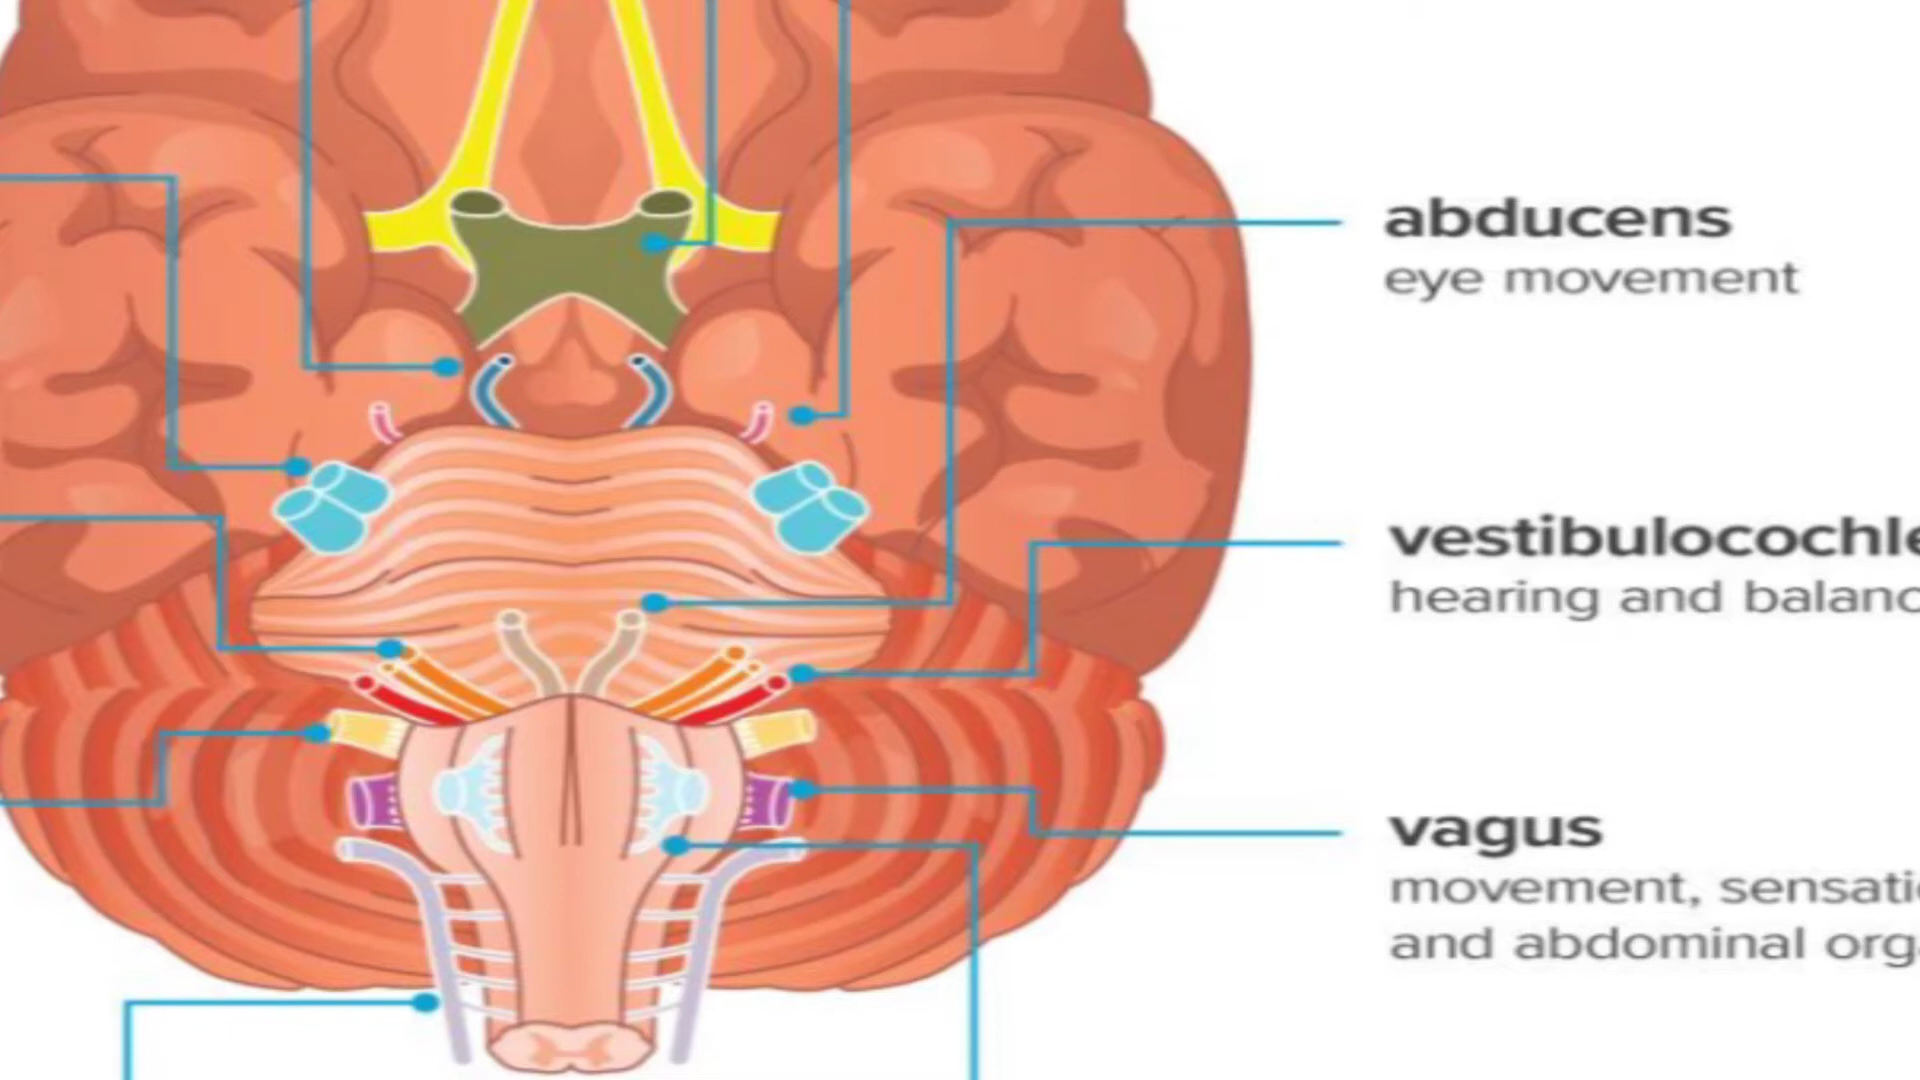 abducens
eye movement
vestibulocochle
hearing and balanc
vagus
movement, sensati
and abdominal org